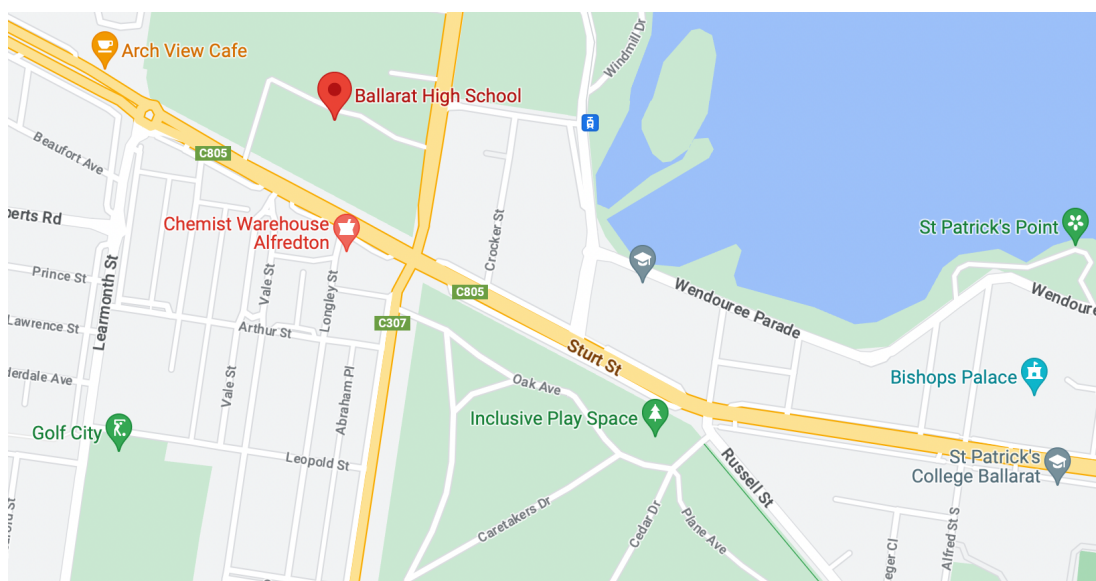 Arch View Cafe
Windmill Dr
Ballarat High School
Beaufort Ave
C805
perts Rd
Chemist Warehouse
Alfredton
Crocker St
St Patrick's Point
Prince St
Learmonth St
Vale St
Longley St
C805
Wendouree Parade
Wendoure
Lawrence St
Arthur St
C307
Sturt St
derdale Ave
Vale St
Abraham Pl
Oak Ave
Bishops Palace
Golf City
Inclusive Play Space
Leopold St
Russell St
St Patrick's
College Ballarat
Caretakers Dr
Cedar Dr
Plane Ave
Alfred St S
eger Cl